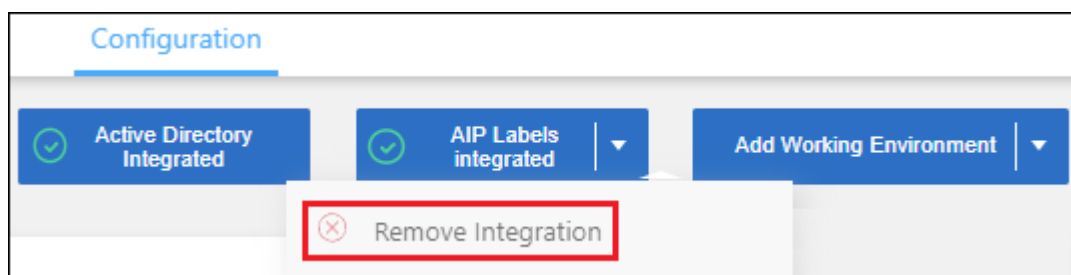 Configuration
Active Directory
Integrated
AIP Labels
integrated
Add Working Environment
Remove Integration